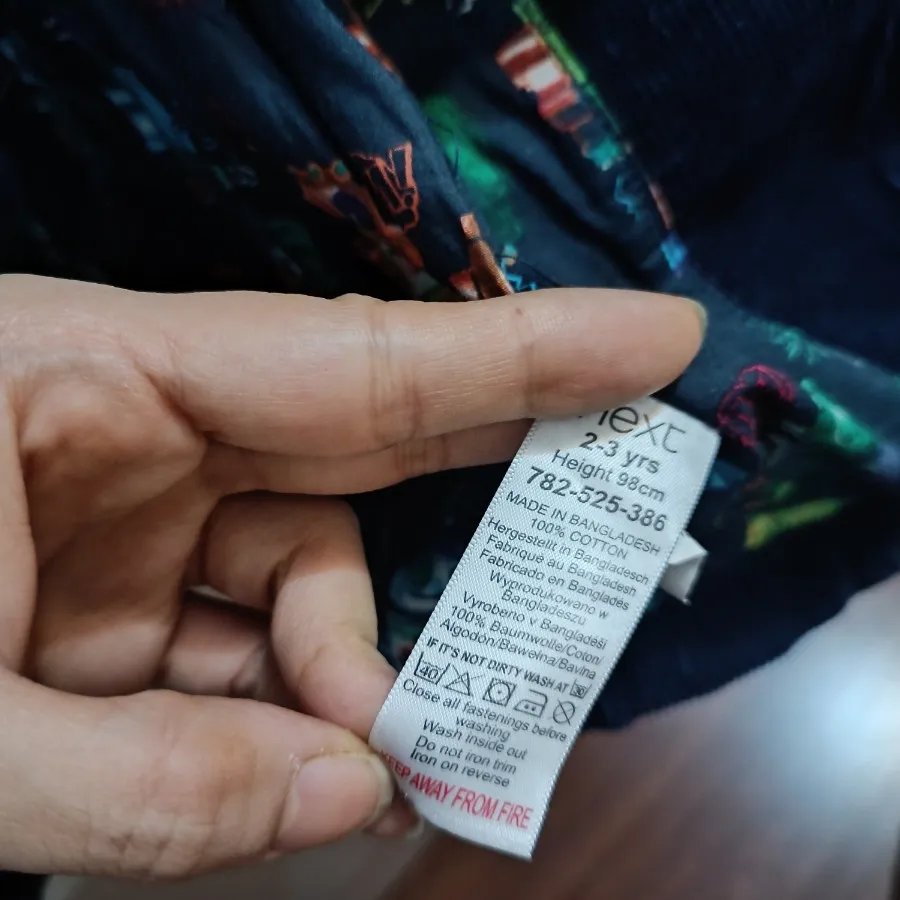 next
2-3 yrs
Height 98cm
782-525-386
MADE IN BANGLADESH
100% COTTON
Hergestellt in Bangladesch
Fabriqué au Bangladesh
Fabricado en Bangladés
Wyprodukowano w
Bangladeszu
Vyrobeno v Bangladéši
100% Baumwolle/Coton/
Algodón/Bawełna/Bavlna
IF IT'S NOT DIRTY WASH AT 30
40
Close all fastenings before
washing
Wash inside out
Do not iron trim
Iron on reverse
KEEP AWAY FROM FIRE